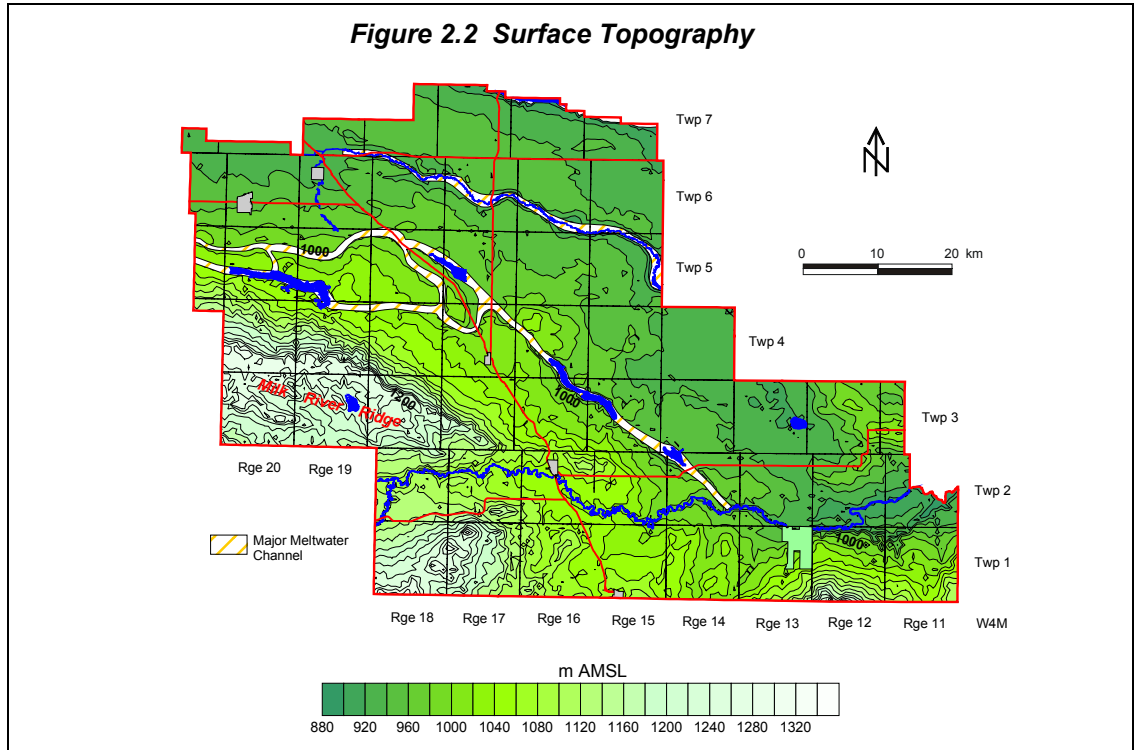 Figure 2.2 Surface Topography
Twp 7
N
Twp 6
1000
Twp 5
0 10 20 km
Twp 4
1200
1000
Milk River Ridge
Twp 3
Rge 20 Rge 19
Twp 2
Major Meltwater
Channel
1000
Twp 1
Rge 18 Rge 17 Rge 16 Rge 15 Rge 14 Rge 13 Rge 12 Rge 11 W4M
m AMSL
880 920 960 1000 1040 1080 1120 1160 1200 1240 1280 1320